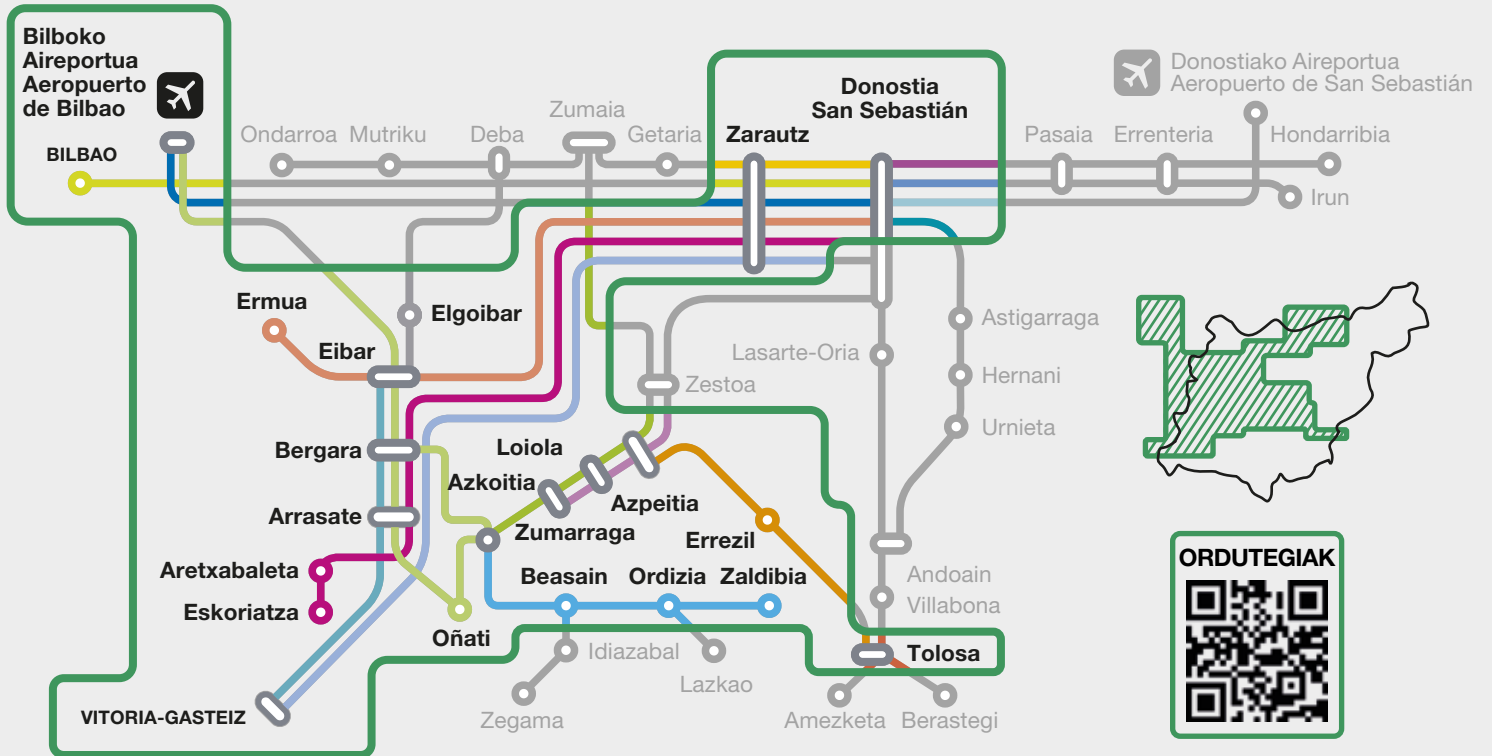 Bilboko
Aireportua
Aeropuerto
de Bilbao
BILBAO
Ondarroa
Mutriku
Deba
Zumaia
Getaria
Zarautz
Donostia
San Sebastián
Donostiako Aireportua
Aeropuerto de San Sebastián
Pasaia
Errenteria
Hondarribia
Irun
Ermua
Elgoibar
Eibar
Lasarte-Oria
Astigarraga
Zestoa
Hernani
Urnieta
Bergara
Loiola
Azkoitia
Azpeitia
Arrasate
Zumarraga
Errezil
Aretxabaleta
Eskoriatza
Beasain
Ordizia
Zaldibia
Andoain
Villabona
Oñati
Idiazabal
Lazkao
Tolosa
Zegama
Amezketa
Berastegi
VITORIA-GASTEIZ
ORDUTEGIAK